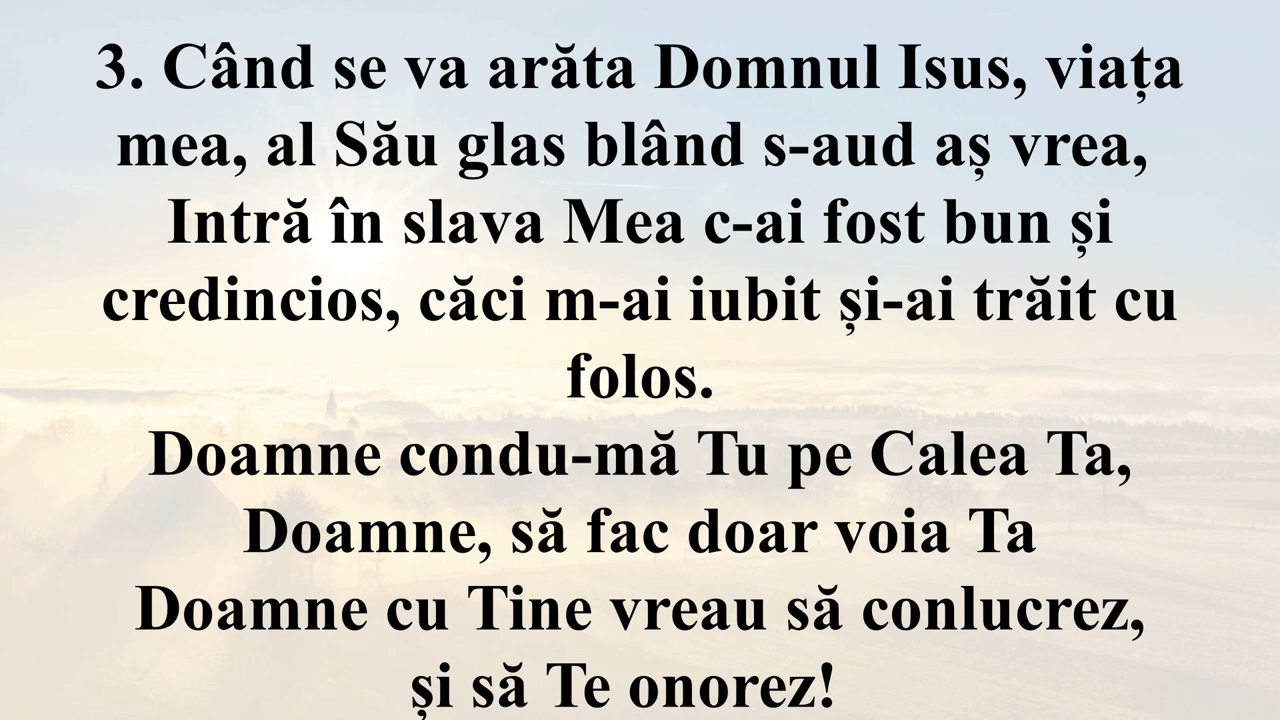 3. Când se va arăta Domnul Isus, viața
mea, al Său glas blând s-aud aș vrea,
Intră în slava Mea c-ai fost bun și
credincios, căci m-ai iubit și-ai trăit cu
folos.
Doamne condu-mă Tu pe Calea Ta,
Doamne, să fac doar voia Ta
Doamne cu Tine vreau să conlucrez,
și să Te onorez!